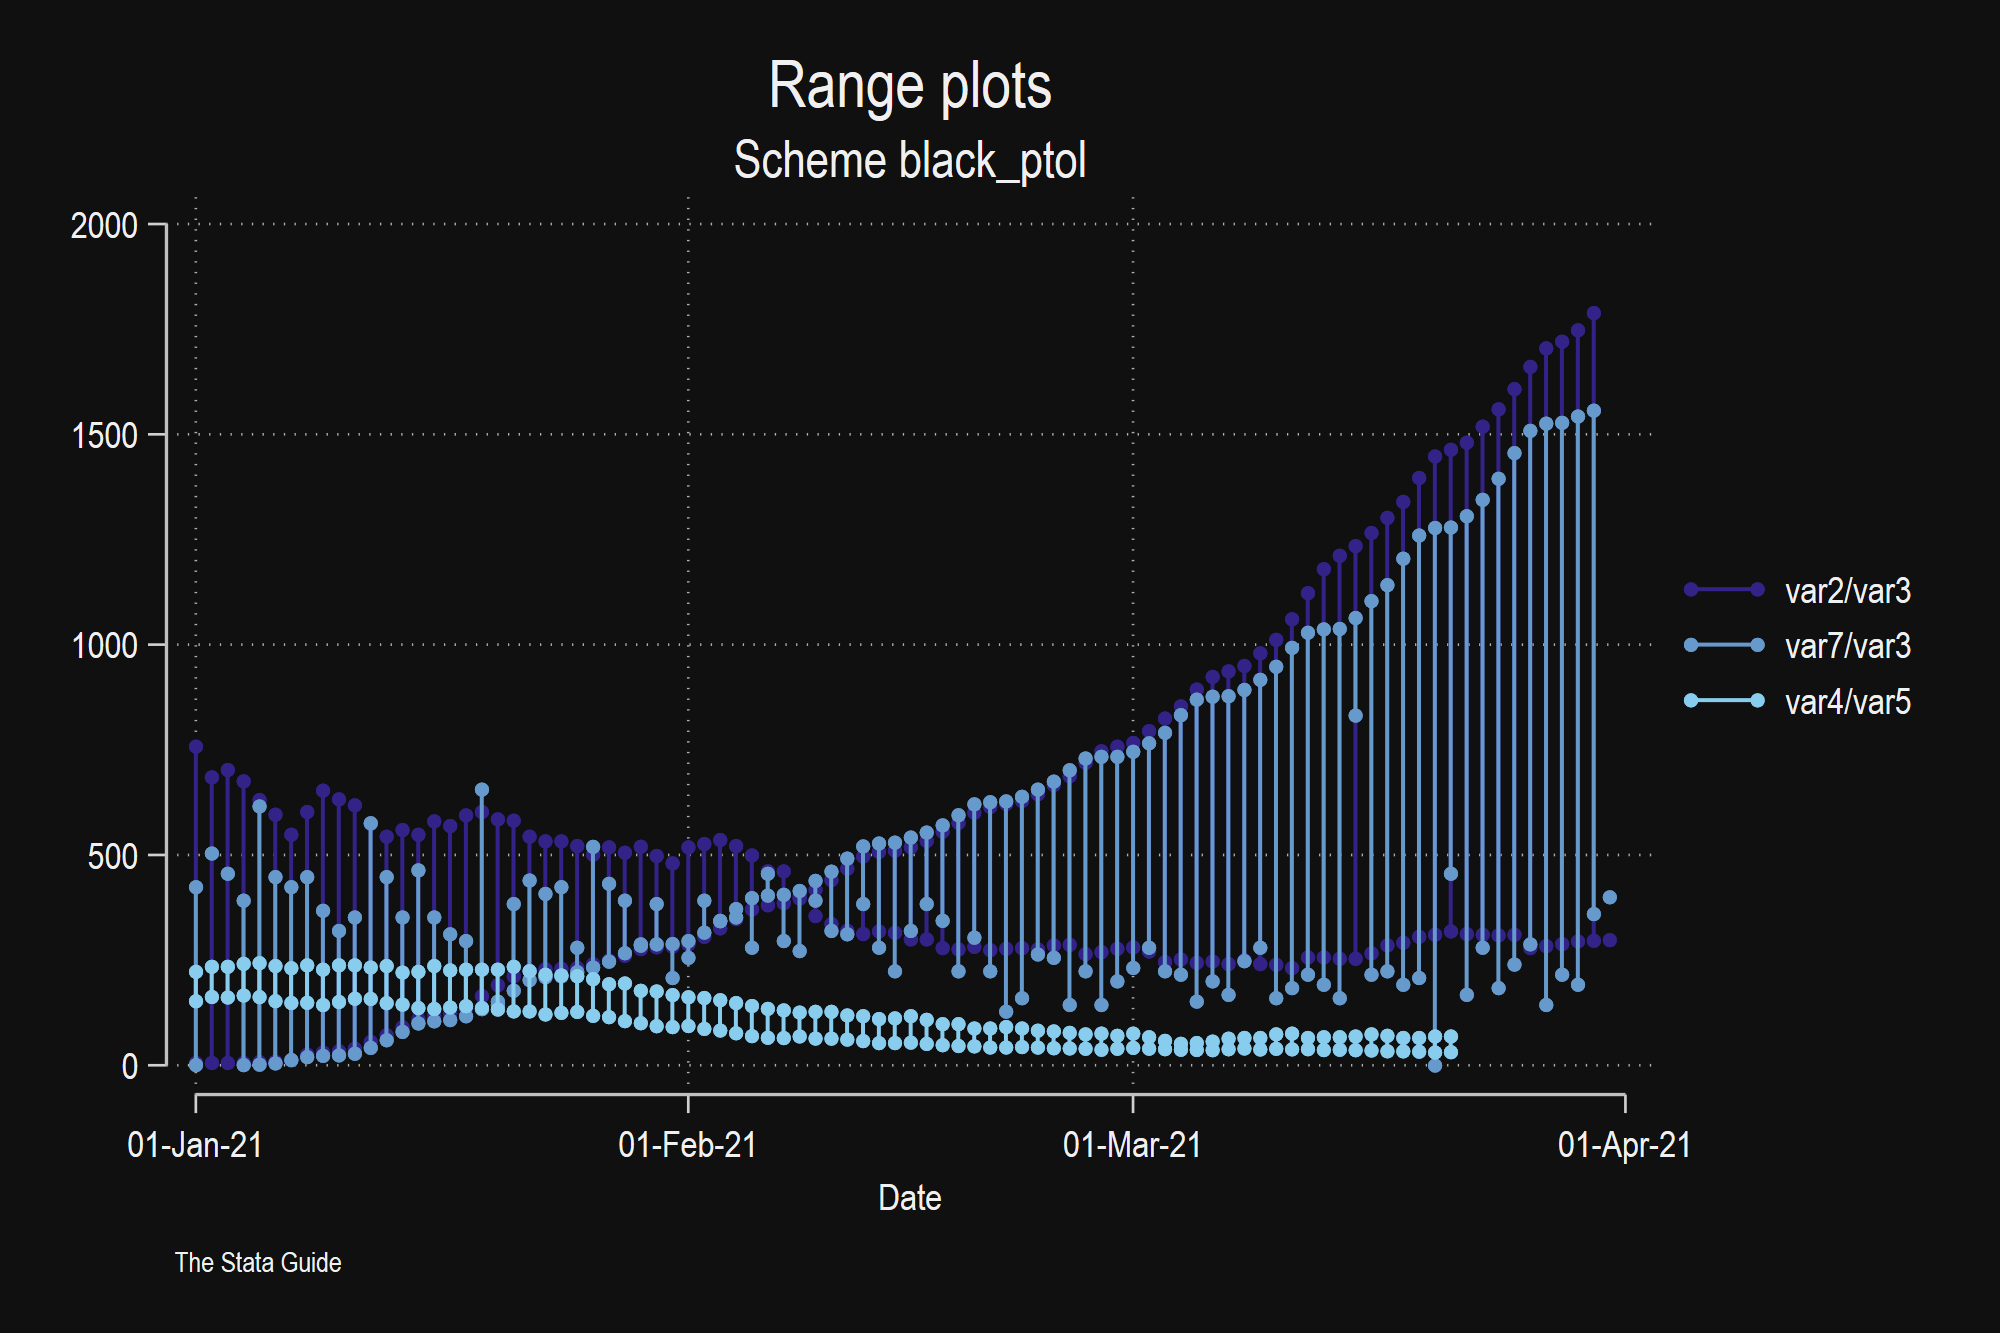 Range plots
Scheme black_ptol
2000
1500
1000
500
0
01-Jan-21
01-Feb-21
01-Mar-21
01-Apr-21
Date
var2/var3
var7/var3
var4/var5
The Stata Guide